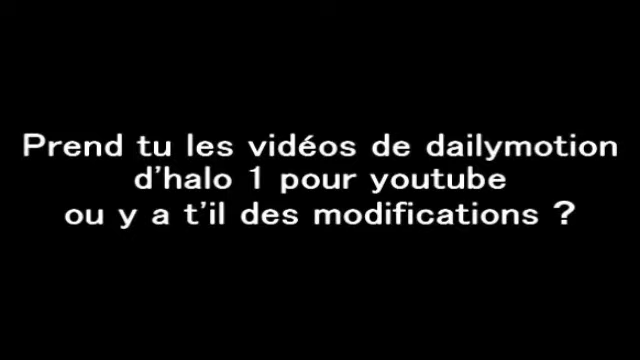 Prend tu les vidéos de dailymotion
d'halo 1 pour youtube
ou y a t'il des modifications ?